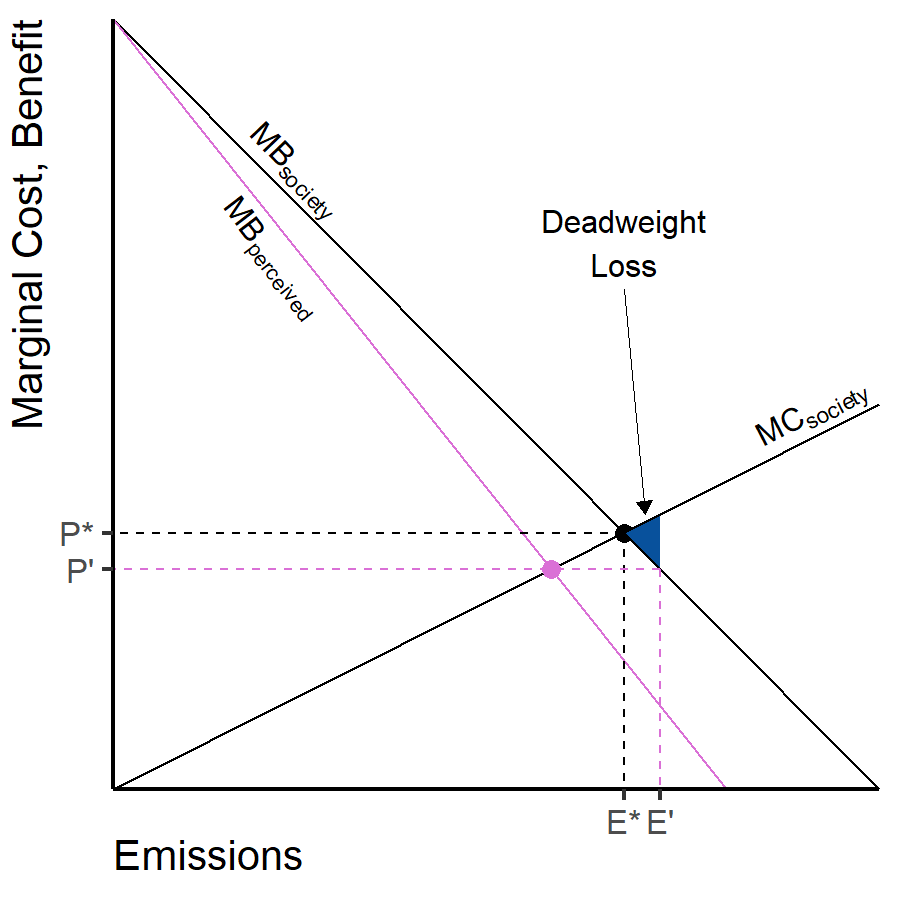 Marginal Cost, Benefit
MBsociety
MBperceived
Deadweight
Loss
MCsociety
P*
P'
E* E'
Emissions